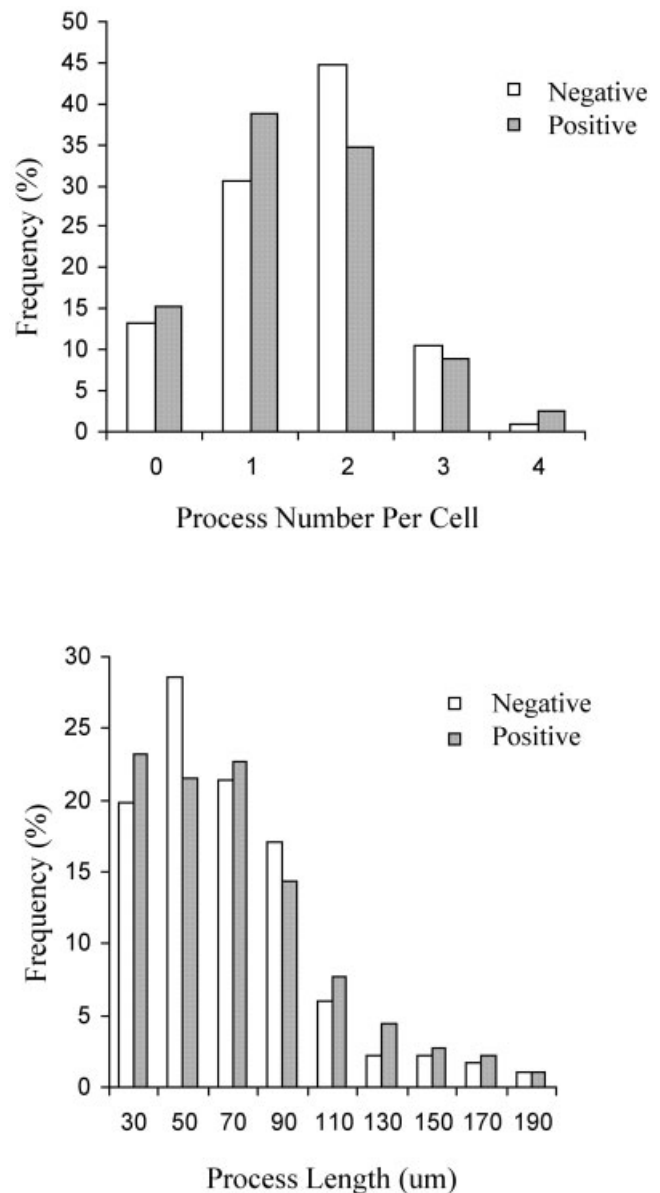 50
45
40
35
30
25
20
15
10
5
0
Frequency (%)
Negative
Positive
0 1 2 3 4
Process Number Per Cell
30
25
20
15
10
5
0
Frequency (%)
Negative
Positive
30 50 70 90 110 130 150 170 190
Process Length (um)